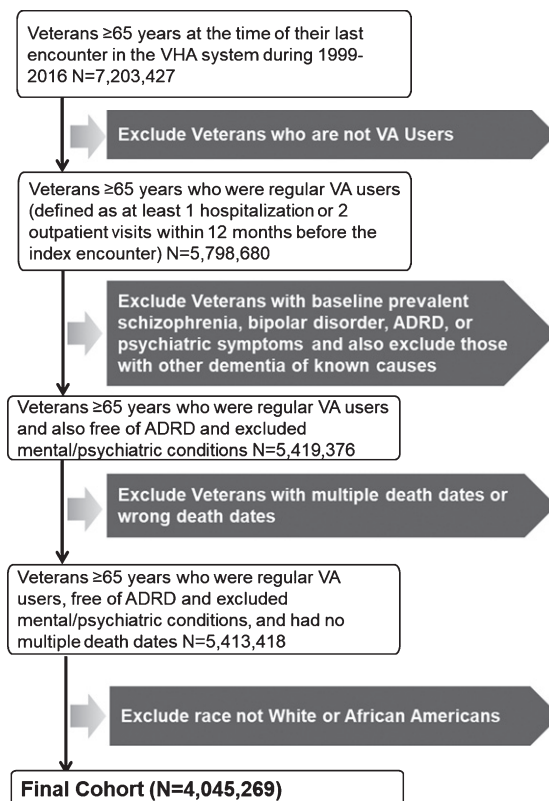 Veterans ≥65 years at the time of their last
encounter in the VHA system during 1999-
2016 N=7,203,427
Exclude Veterans who are not VA Users
Veterans ≥65 years who were regular VA users
(defined as at least 1 hospitalization or 2
outpatient visits within 12 months before the
index encounter) N=5,798,680
Exclude Veterans with baseline prevalent
schizophrenia, bipolar disorder, ADRD, or
psychiatric symptoms and also exclude those
with other dementia of known causes
Veterans ≥65 years who were regular VA users
and also free of ADRD and excluded
mental/psychiatric conditions N=5,419,376
Exclude Veterans with multiple death dates or
wrong death dates
Veterans ≥65 years who were regular VA
users, free of ADRD and excluded
mental/psychiatric conditions, and had no
multiple death dates N=5,413,418
Exclude race not White or African Americans
Final Cohort (N=4,045,269)